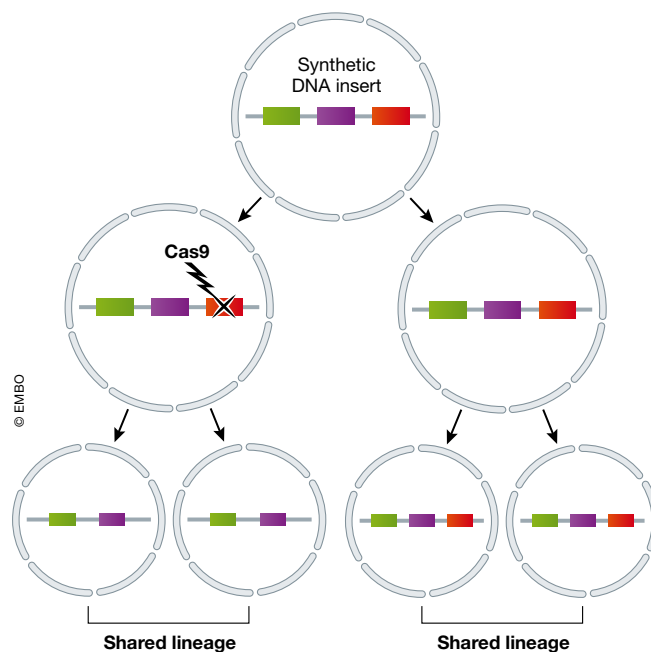 Synthetic
DNA insert
Cas9
© EMBO
Shared lineage
Shared lineage